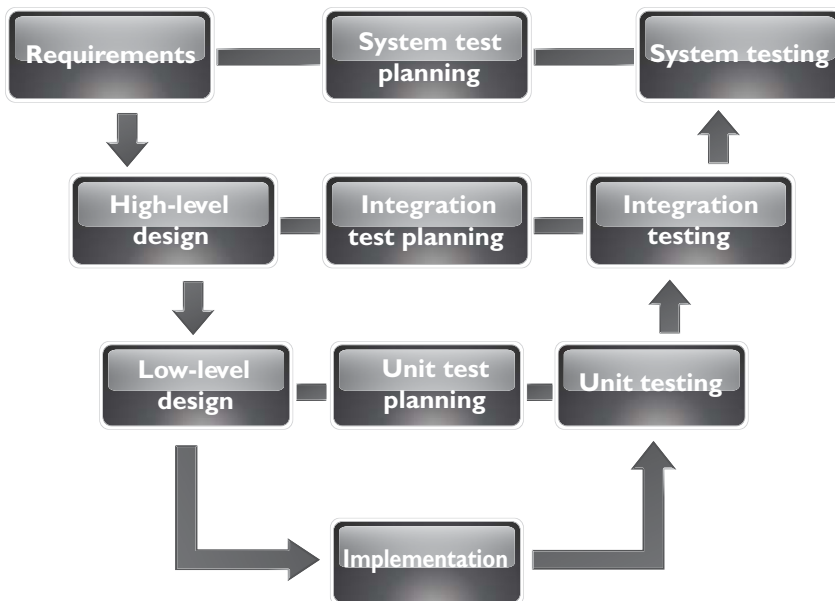 Requirements
System test
planning
System testing
High-level
design
Integration
test planning
Integration
testing
Low-level
design
Unit test
planning
Unit testing
Implementation